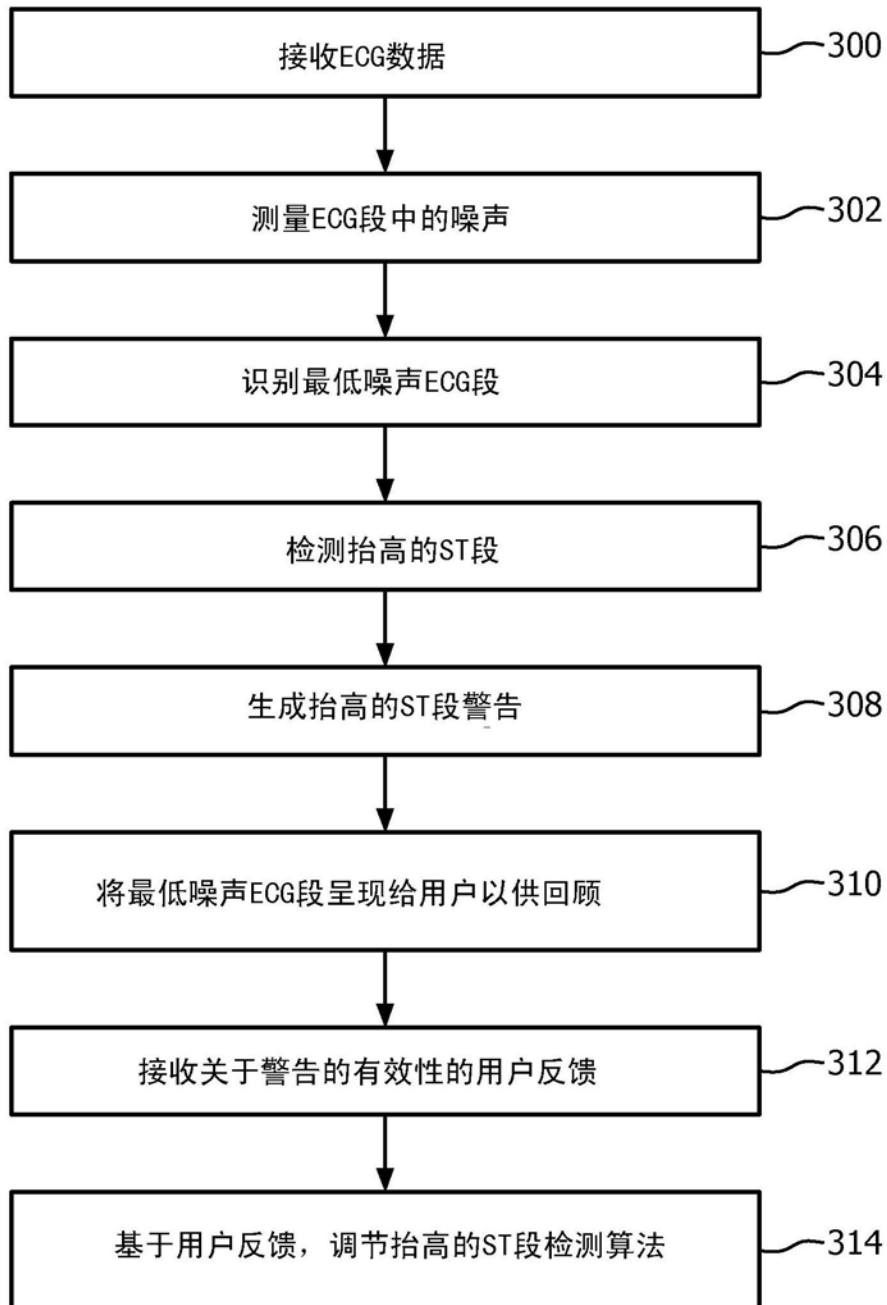 接收ECG数据
300
测量ECG段中的噪声
302
识别最低噪声ECG段
304
检测抬高的ST段
306
生成抬高的ST段警告
308
将最低噪声ECG段呈现给用户以供回顾
310
接收关于警告的有效性的用户反馈
312
基于用户反馈，调节抬高的ST段检测算法
314